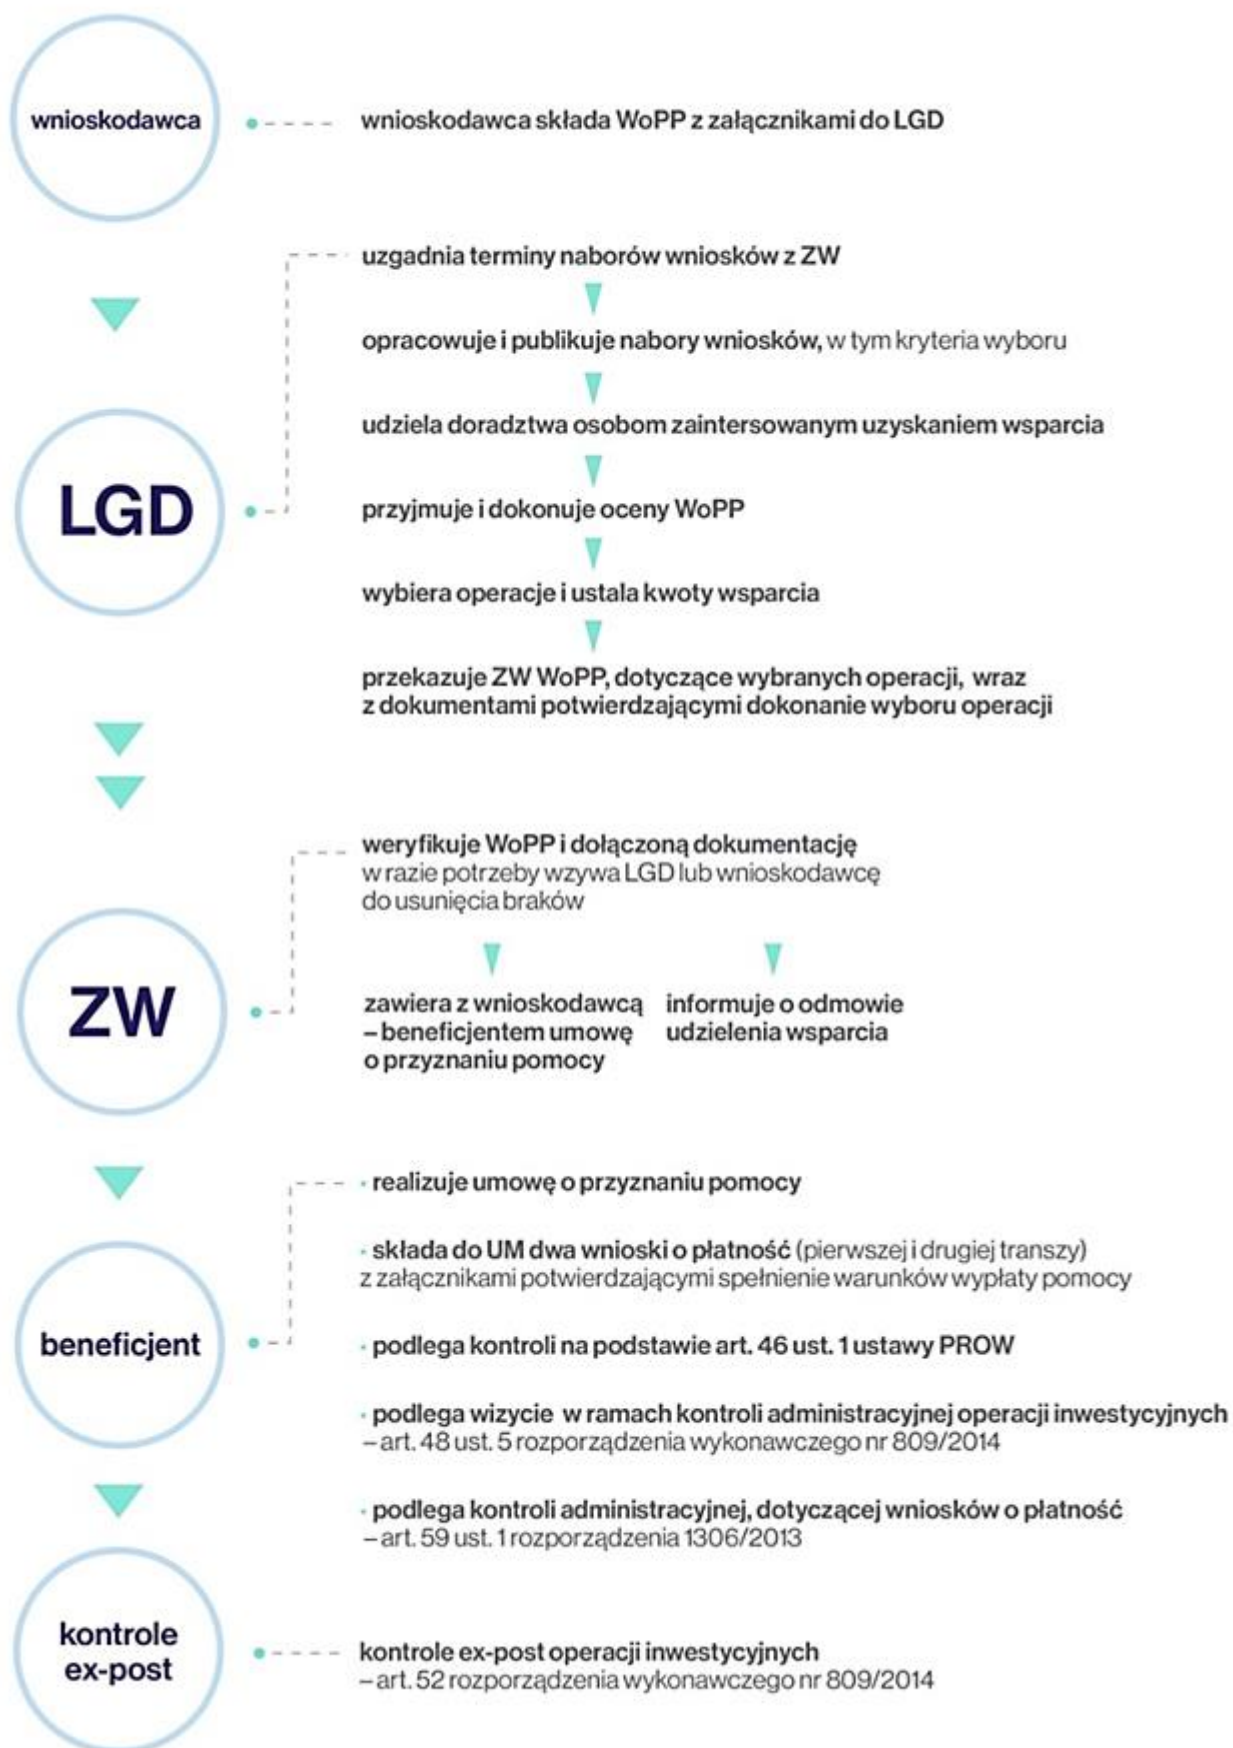 wnioskodawca
wnioskodawca składa WoPP z załącznikami do LGD
LGD
uzgadnia terminy naborów wniosków z ZW
opracowuje i publikuje nabory wniosków, w tym kryteria wyboru
udziela doradztwa osobom zaintersowanym uzyskaniem wsparcia
przyjmuje i dokonuje oceny WoPP
wybiera operacje i ustala kwoty wsparcia
przekazuje ZW WoPP, dotyczące wybranych operacji, wraz
z dokumentami potwierdzającymi dokonanie wyboru operacji
ZW
weryfikuje WoPP i dołączoną dokumentację
w razie potrzeby wzywa LGD lub wnioskodawcę
do usunięcia braków
zawiera z wnioskodawcą
– beneficjentem umowę
o przyznaniu pomocy
informuje o odmowie
udzielenia wsparcia
beneficjent
· realizuje umowę o przyznaniu pomocy
· składa do UM dwa wnioski o płatność (pierwszej i drugiej transzy)
z załącznikami potwierdzającymi spełnienie warunków wypłaty pomocy
· podlega kontroli na podstawie art. 46 ust. 1 ustawy PROW
· podlega wizycie w ramach kontroli administracyjnej operacji inwestycyjnych
– art. 48 ust. 5 rozporządzenia wykonawczego nr 809/2014
· podlega kontroli administracyjnej, dotyczącej wniosków o płatność
– art. 59 ust. 1 rozporządzenia 1306/2013
kontrole
ex-post
kontrole ex-post operacji inwestycyjnych
– art. 52 rozporządzenia wykonawczego nr 809/2014